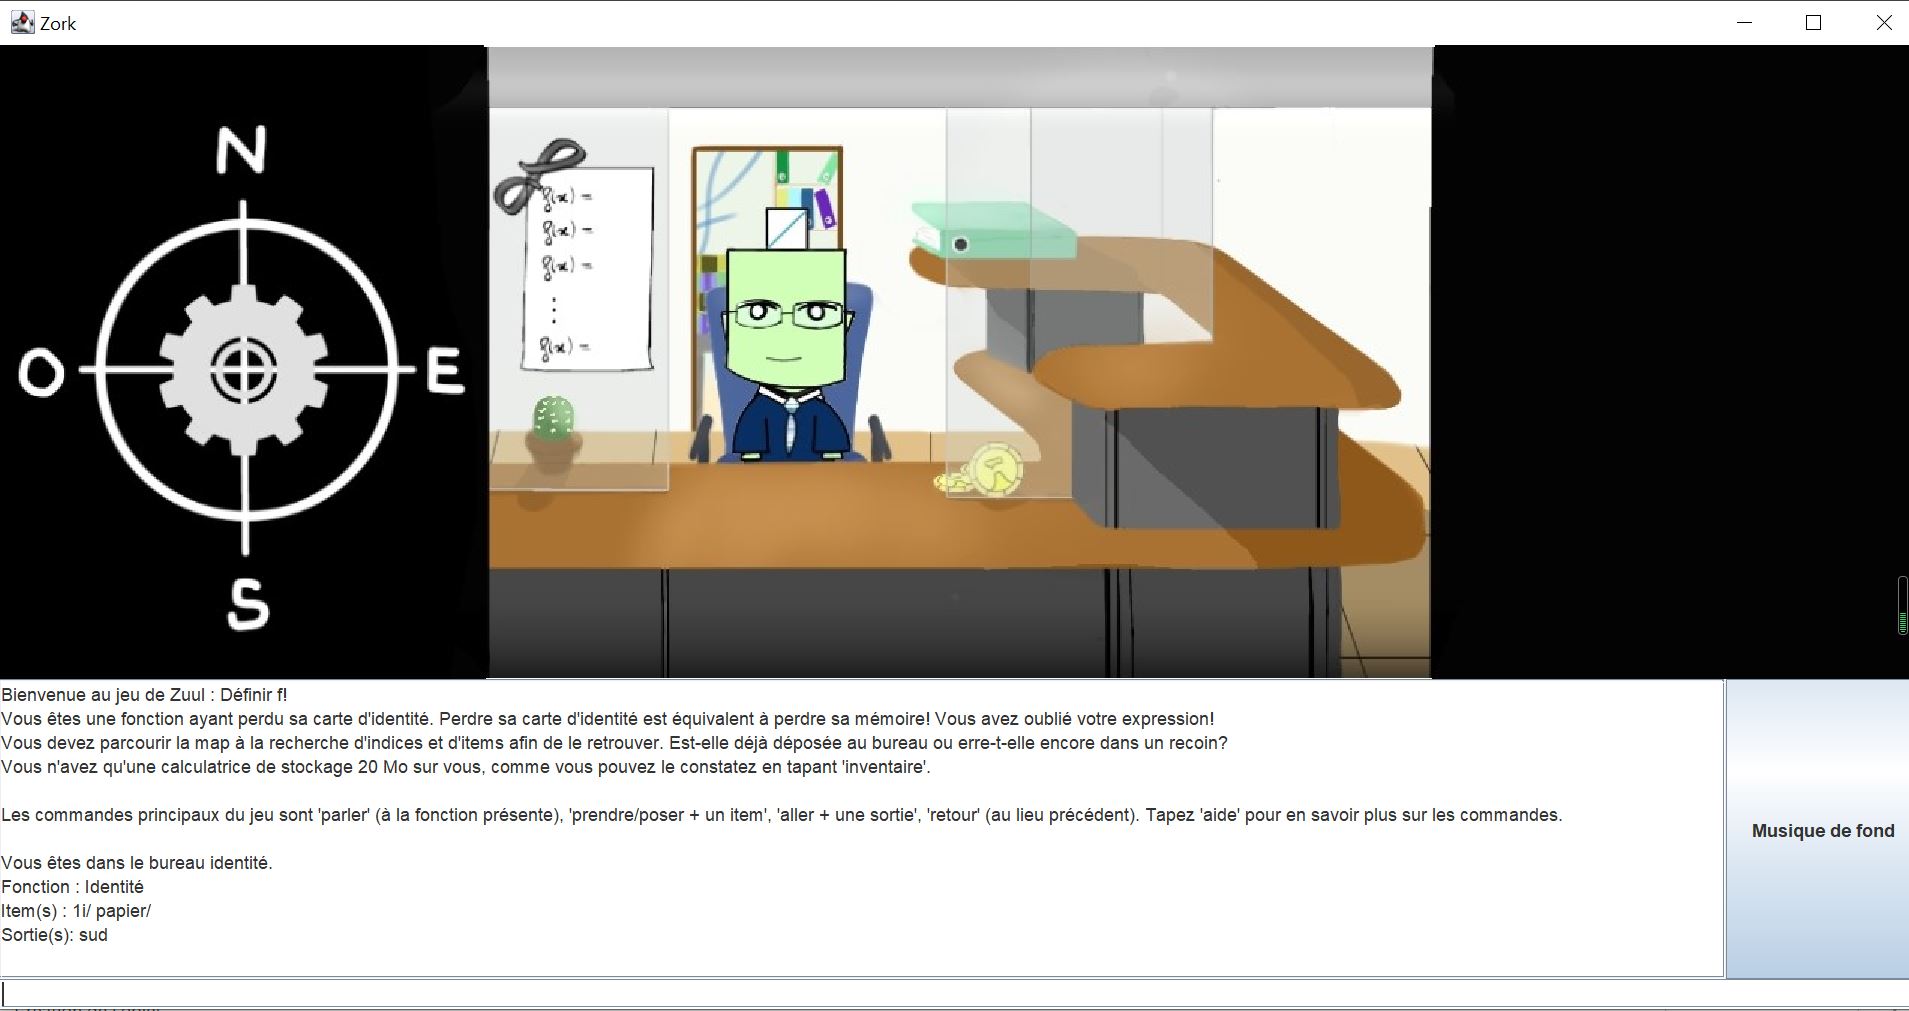 Zork
N
O
E
S
f(x) =
f(x) =
f(x) =
f(x) =
Bienvenue au jeu de Zuul : Définir f!
Vous êtes une fonction ayant perdu sa carte d'identité. Perdre sa carte d'identité est équivalent à perdre sa mémoire! Vous avez oublié votre expression!
Vous devez parcourir la map à la recherche d'indices et d'items afin de le retrouver. Est-elle déjà déposée au bureau ou erre-t-elle encore dans un recoin?
Vous n'avez qu'une calculatrice de stockage 20 Mo sur vous, comme vous pouvez le constatez en tapant 'inventaire'.
Les commandes principaux du jeu sont 'parler' (à la fonction présente), 'prendre/poser + un item', 'aller + une sortie', 'retour' (au lieu précédent). Tapez 'aide' pour en savoir plus sur les commandes.
Vous êtes dans le bureau identité.
Fonction : Identité
Item(s) : 1i/ papier/
Sortie(s): sud
Musique de fond